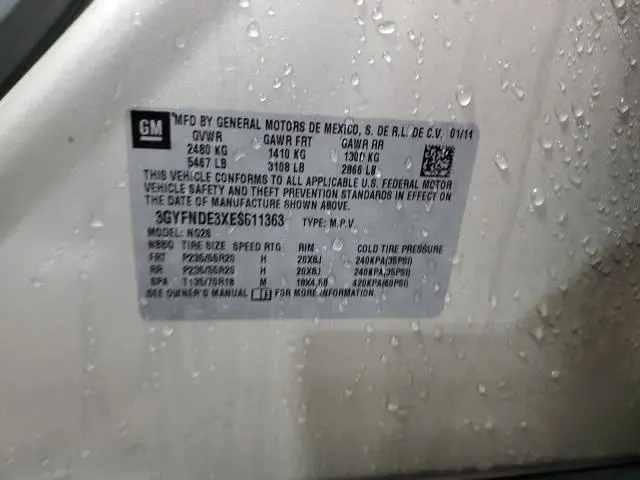 GM
MFD BY GENERAL MOTORS DE MEXICO, S. DE R.L. DE C.V. 01/14
GVWR GAWR FRT GAWR RR
2480 KG 1410 KG 1300 KG
5467 LB 3108 LB 2866 LB
THIS VEHICLE CONFORMS TO ALL APPLICABLE U.S. FEDERAL MOTOR
VEHICLE SAFETY AND THEFT PREVENTION STANDARDS IN EFFECT ON
THE DATE OF MANUFACTURE SHOWN ABOVE.
3GYFNDE3XES611363 TYPE: M.P.V.
MODEL: NG26
NBBG TIRE SIZE SPEED RTG RIM COLD TIRE PRESSURE
FRT P235/55R20 H 20X8J 240KPA(35PSI)
RR P235/55R20 H 20X8J 240KPA(35PSI)
SPA T135/70R18 M 18X4.5B 420KPA(60PSI)
SEE OWNER'S MANUAL FOR MORE INFORMATION.